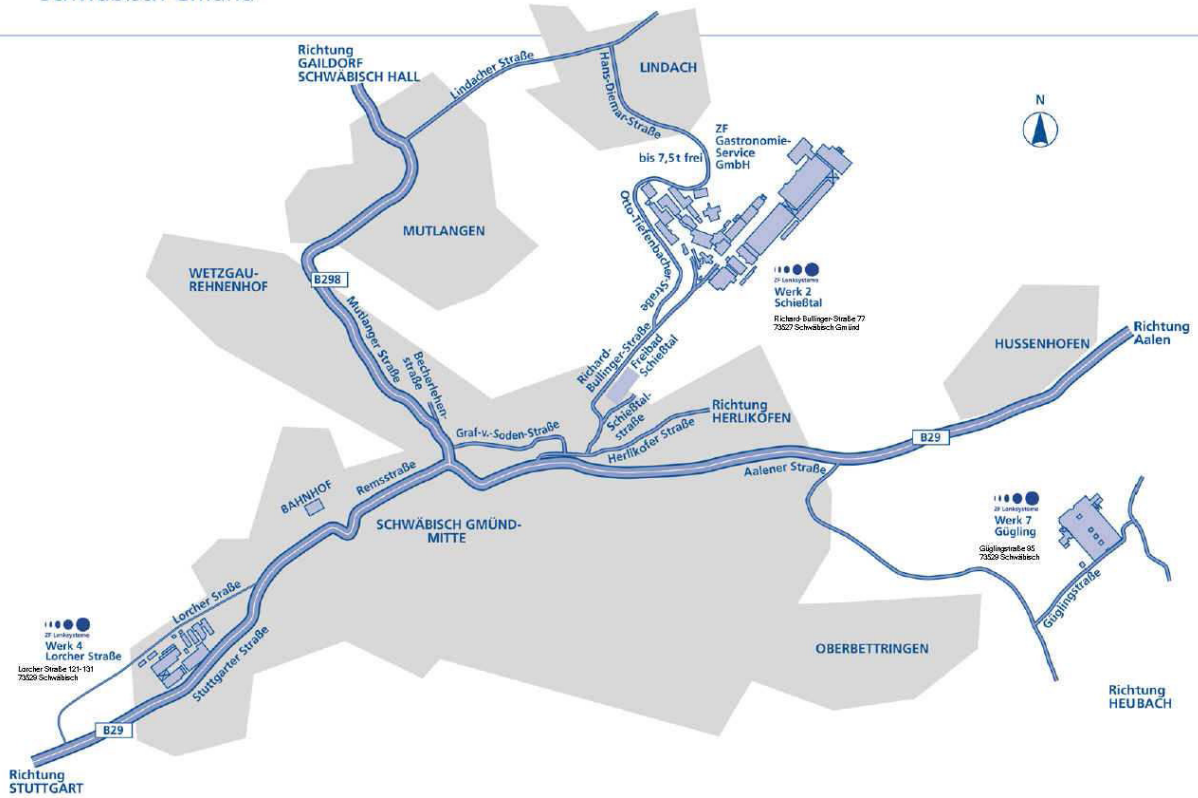 Schwäbisch Gmünd
Richtung
GAILDORF
SCHWÄBISCH HALL
Lindacher Straße
Hans-Diemar-Straße
LINDACH
N
ZF
Gastronomie-
Service
GmbH
bis 7,5t frei
Otto-Tiefenbacher-Straße
MUTLANGEN
WETZGAU-
REHNENHOF
B298
Mutlanger Straße
Becherlehen-
straße
ZF Lenksysteme
Werk 2
Schießtal
Richard-Bullinger-Straße 77
73527 Schwäbisch Gmünd
Richard-
Bullinger-Straße
Freibad
Schießtal
Schießtal-
straße
HUSSENHOFEN
Richtung
Aalen
Richtung
HERLIKOFEN
Graf-v.-Soden-Straße
Herlikofer Straße
B29
Aalener Straße
BAHNHOF
Remsstraße
SCHWÄBISCH GMÜND-
MITTE
ZF Lenksysteme
Werk 7
Gügling
Güglingstraße 95
73529 Schwäbisch
Güglingstraße
Lorcher Sraße
ZF Lenksysteme
Werk 4
Lorcher Straße
Lorcher Straße 121-131
73529 Schwäbisch
Stuttgarter Straße
OBERBETTRINGEN
Richtung
HEUBACH
B29
Richtung
STUTTGART